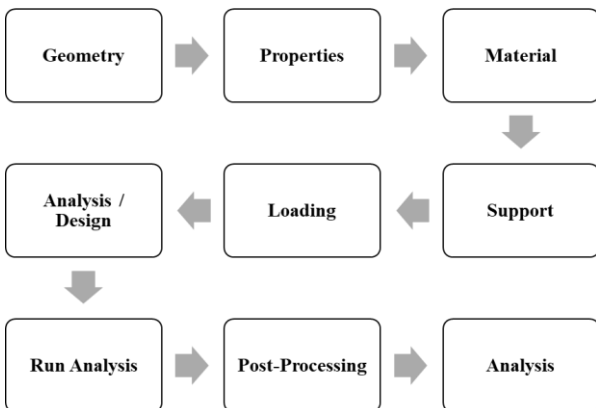 Geometry
Properties
Material
Analysis /
Design
Loading
Support
Run Analysis
Post-Processing
Analysis